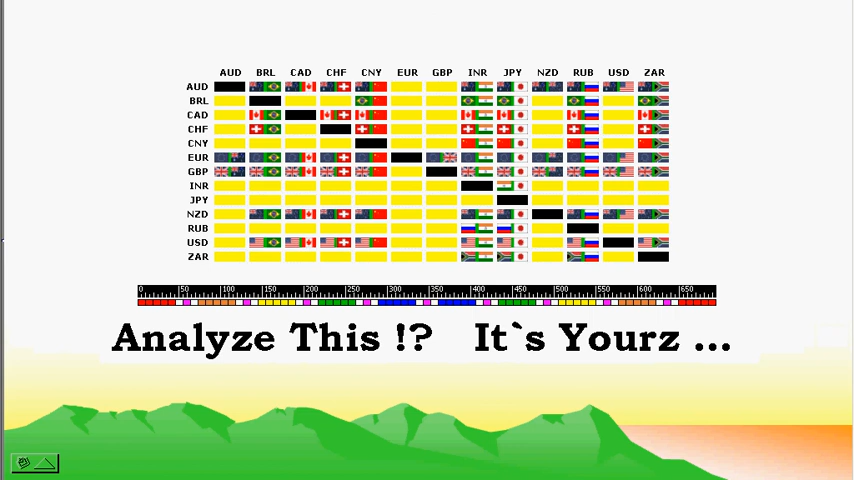 AUD BRL CAD CHF CNY EUR GBP INR JPY NZD RUB USD ZAR
AUD
BRL
CAD
CHF
CNY
EUR
GBP
INR
JPY
NZD
RUB
USD
ZAR
0 50 100 150 200 250 300 350 400 450 500 550 600 650
Analyze This !? It`s Yourz ...